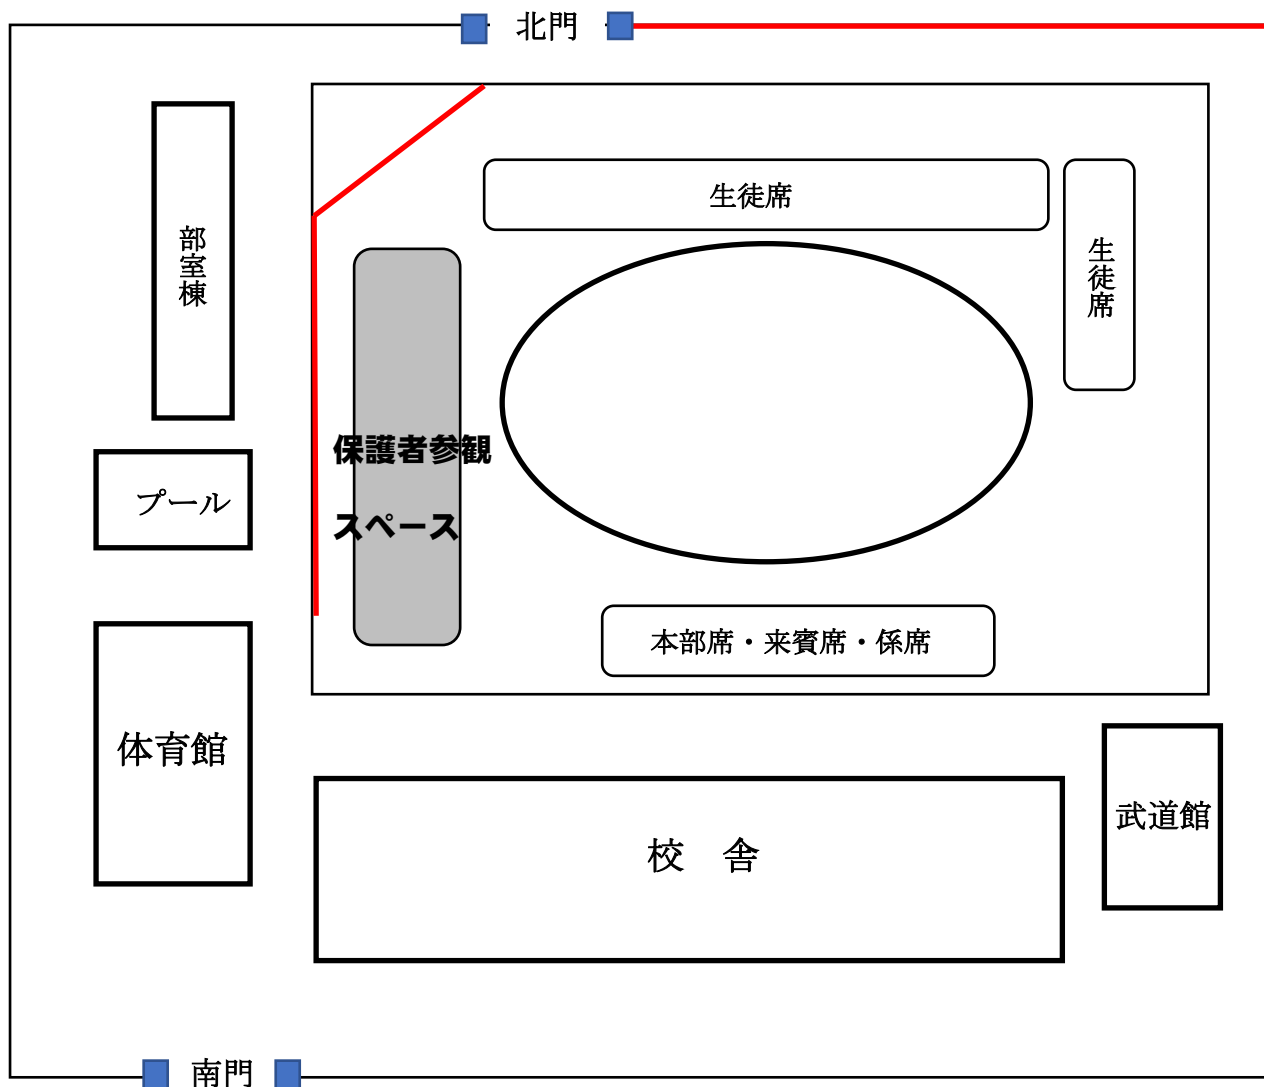 北門
生徒席
部室棟
生徒席
保護者参観
スペース
プール
本部席・来賓席・係席
体育館
武道館
校　舎
南門